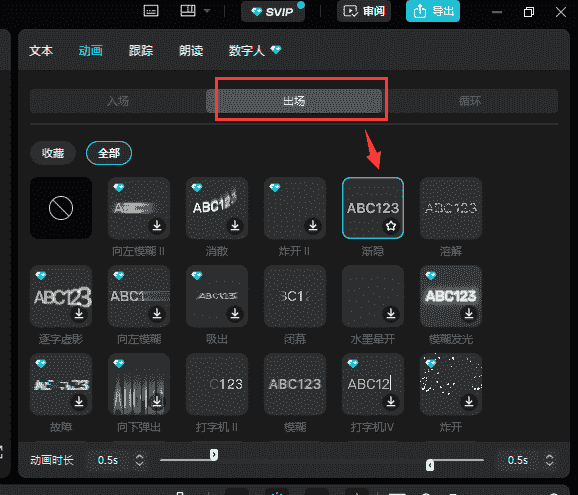 SVIP 审阅 导出
文本 动画 跟踪 朗读 数字人
入场 出场 循环
收藏 全部
ABC123 ABC123 ABC123
向左模糊 II 消散 炸开 II 渐隐 溶解
ABC123 ABC1 ABC123 3C1 ABC123
逐字虚影 向左模糊 吸出 闭幕 水墨晕开 模糊发光
C123 ABC123 ABC12
故障 向下弹出 打字机 II 模糊 打字机IV 炸开
动画时长 0.5s 0.5s